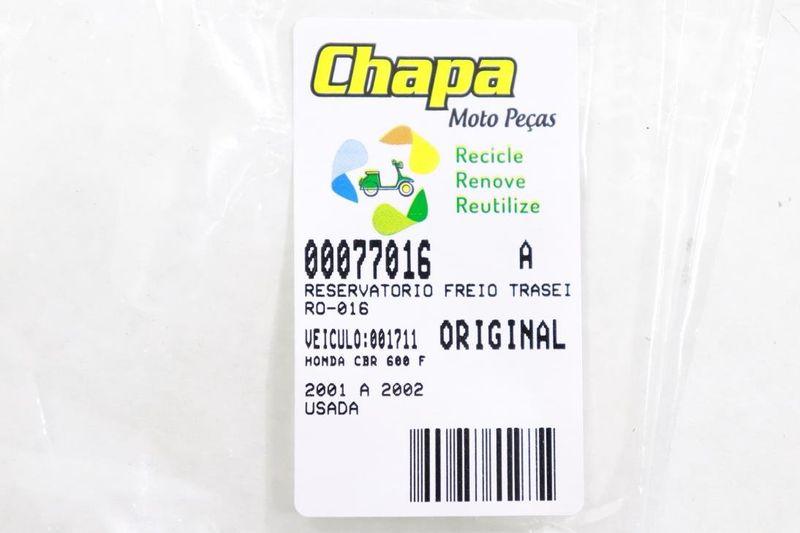 Chapa
Moto Peças
Recicle
Renove
Reutilize
00077016 A
RESERVATORIO FREIO TRASEI
RO-016
VEICULO:001711 ORIGINAL
HONDA CBR 600 F
2001 A 2002
USADA